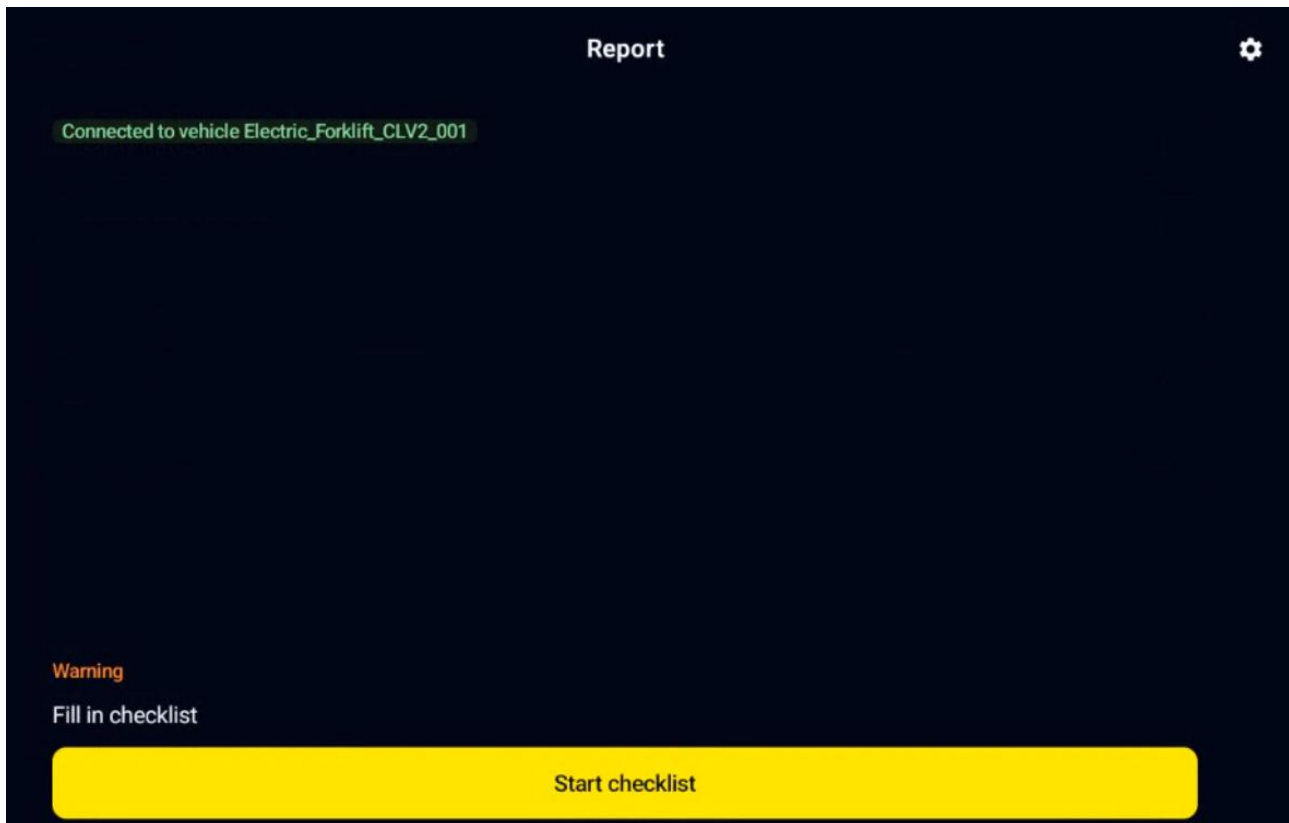 Report
Connected to vehicle Electric_Forklift_CLV2_001
Warning
Fill in checklist
Start checklist